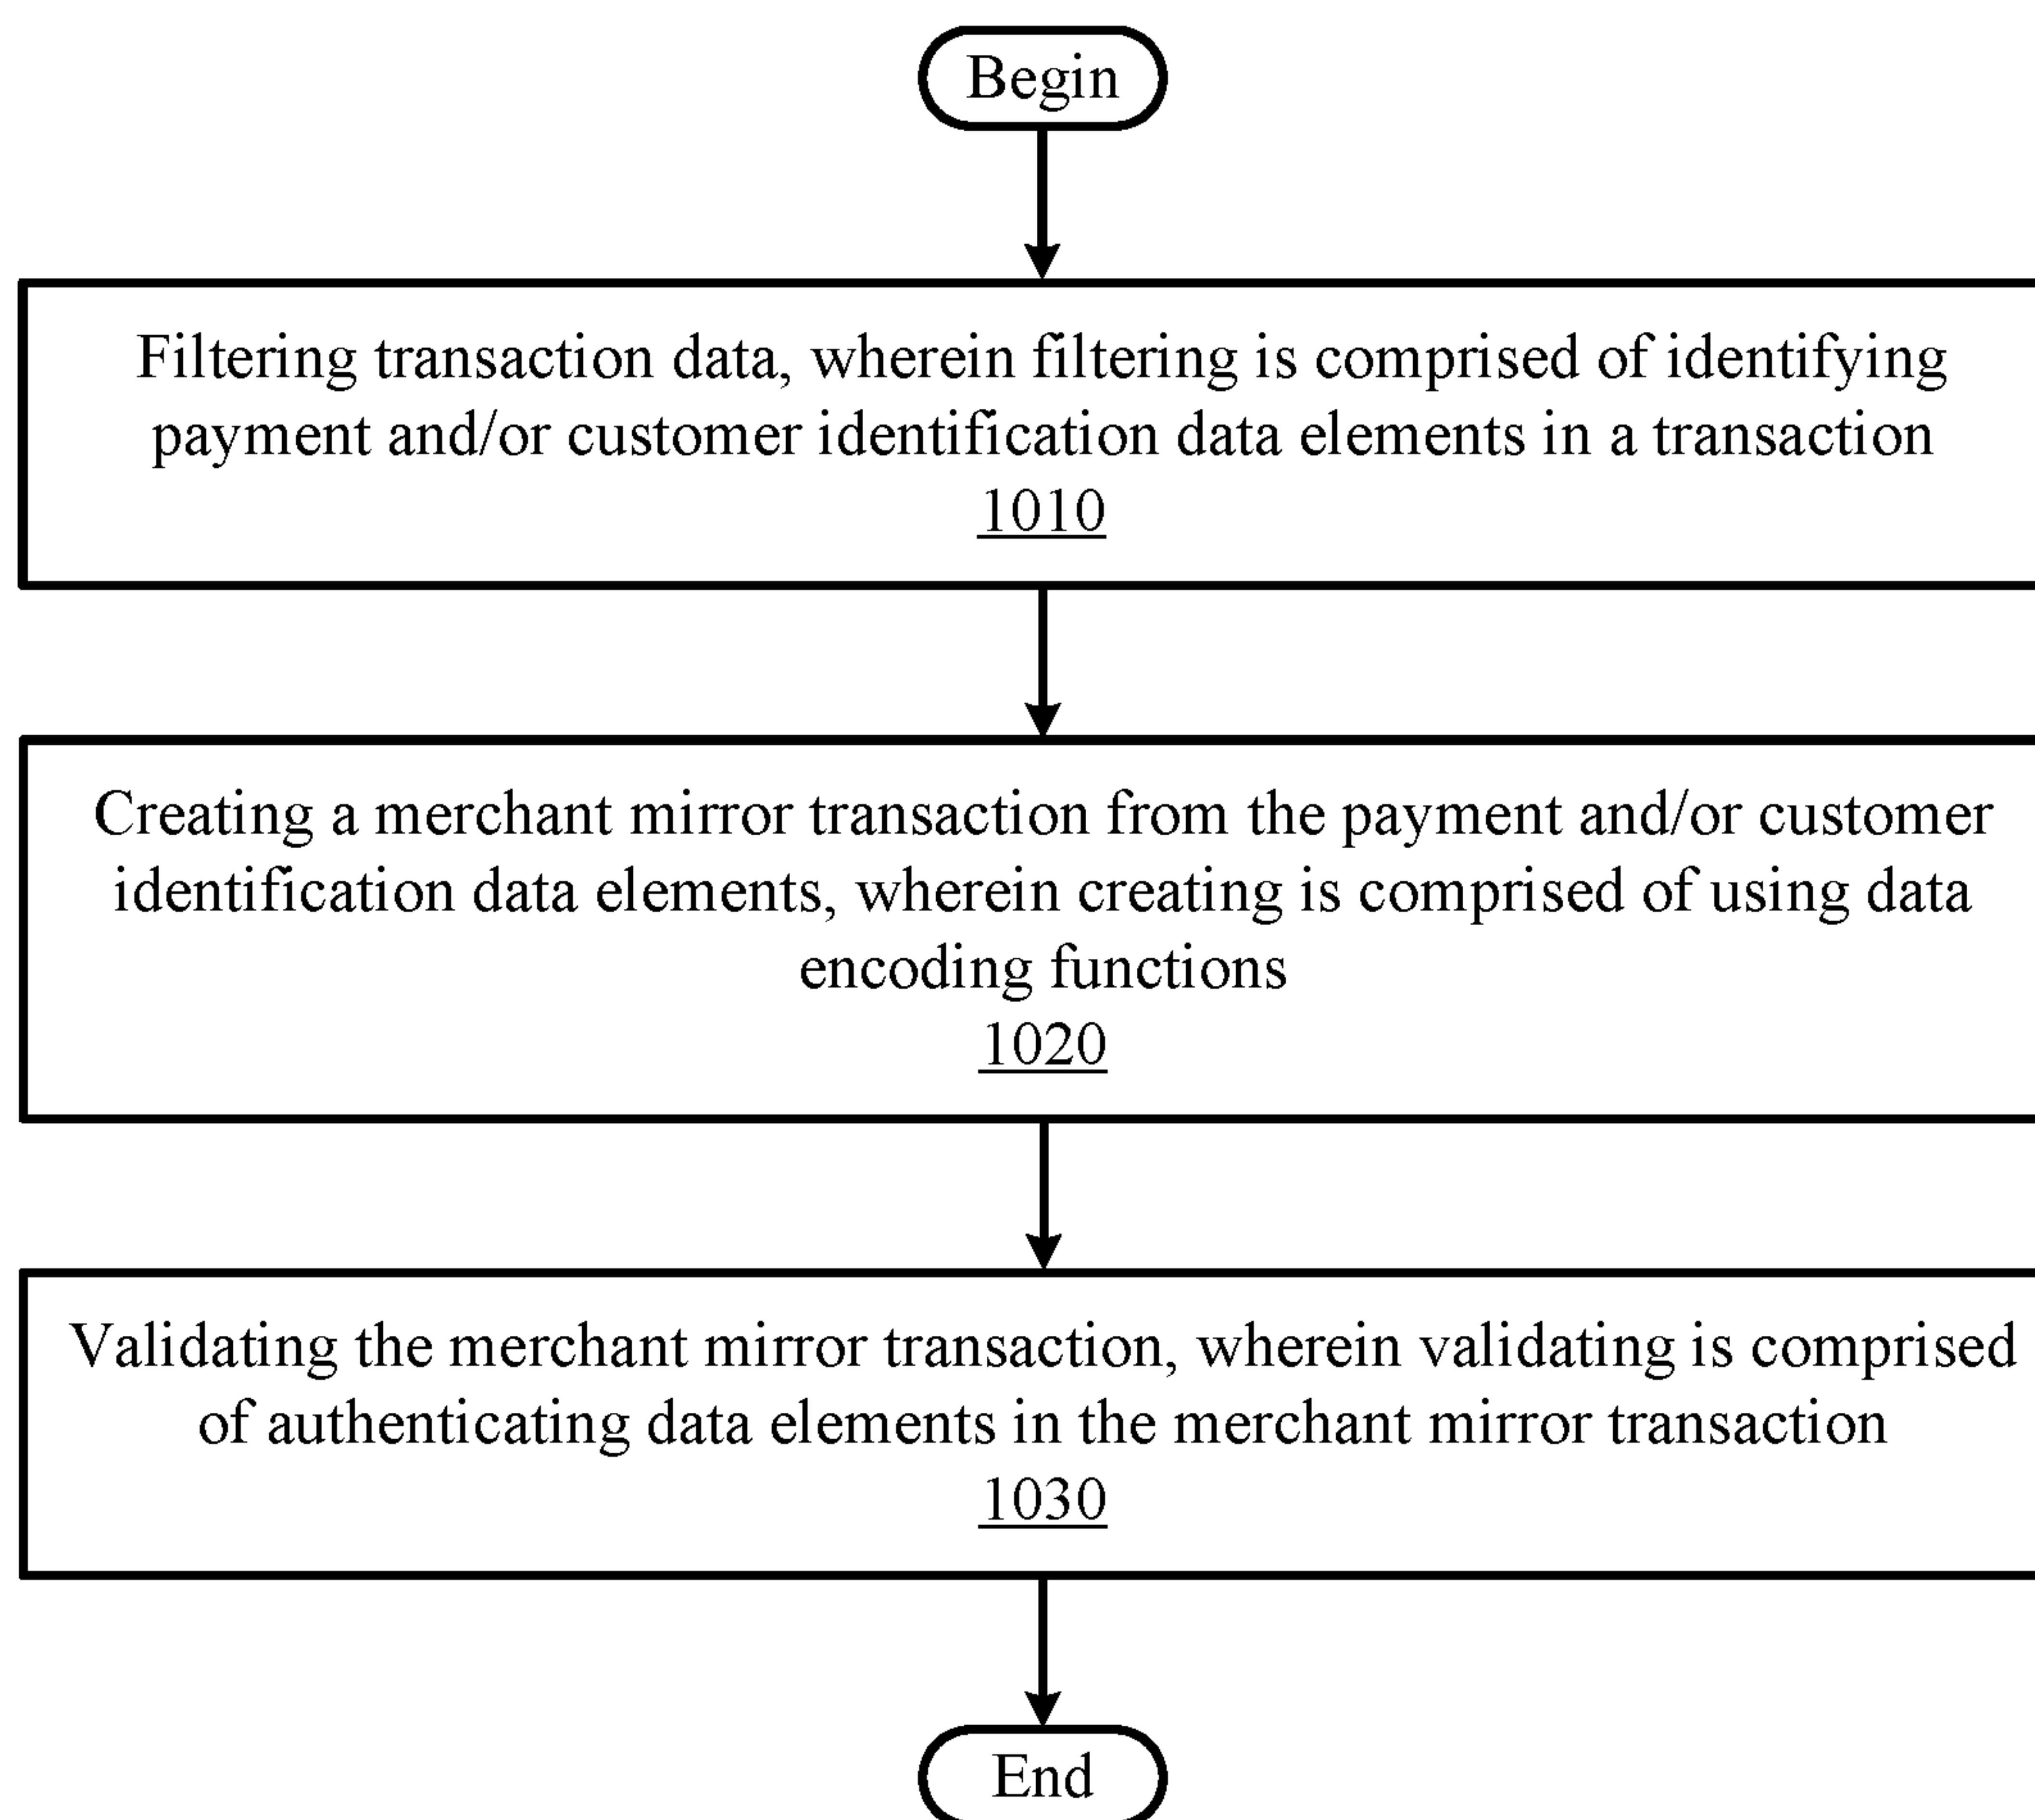 Begin
Filtering transaction data, wherein filtering is comprised of identifying
payment and/or customer identification data elements in a transaction
1010
Creating a merchant mirror transaction from the payment and/or customer
identification data elements, wherein creating is comprised of using data
encoding functions
1020
Validating the merchant mirror transaction, wherein validating is comprised
of authenticating data elements in the merchant mirror transaction
1030
End